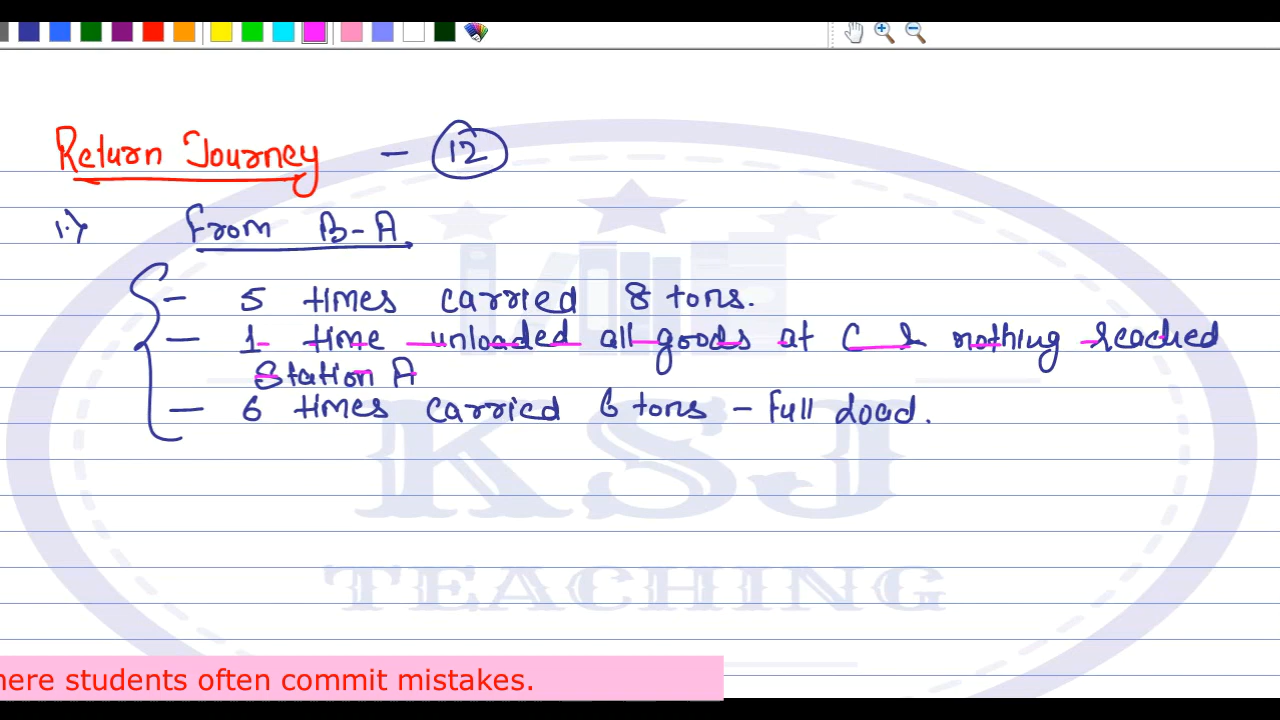 Return Journey - 12
1.) From B-A
- 5 times carried 8 tons.
- 1 time unloaded all goods at C & nothing reached
Station A
- 6 times carried 6 tons - Full Load.
KSJ
TEACHING
here students often commit mistakes.